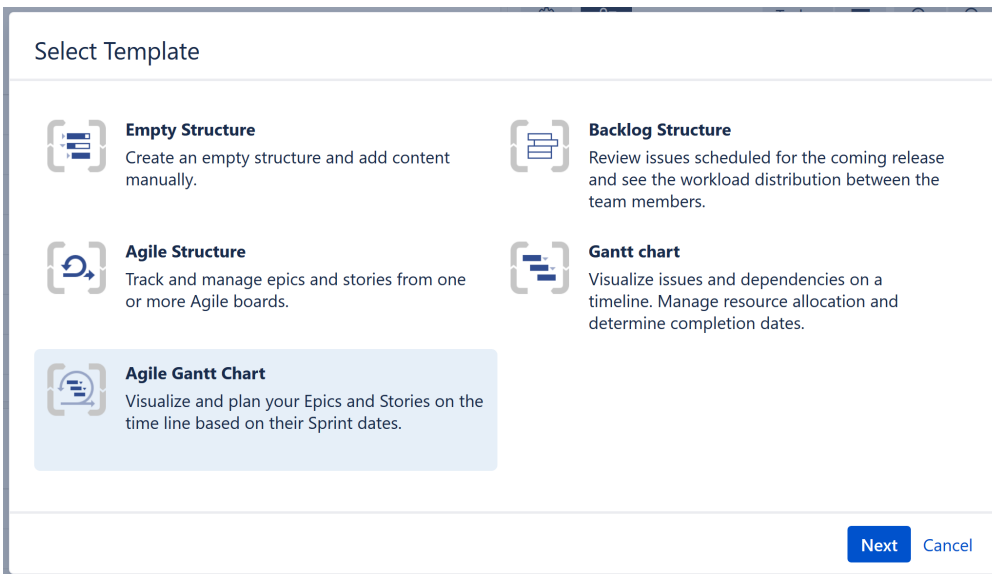 Select Template
Empty Structure
Create an empty structure and add content
manually.
Backlog Structure
Review issues scheduled for the coming release
and see the workload distribution between the
team members.
Agile Structure
Track and manage epics and stories from one
or more Agile boards.
Gantt chart
Visualize issues and dependencies on a
timeline. Manage resource allocation and
determine completion dates.
Agile Gantt Chart
Visualize and plan your Epics and Stories on the
time line based on their Sprint dates.
Next
Cancel